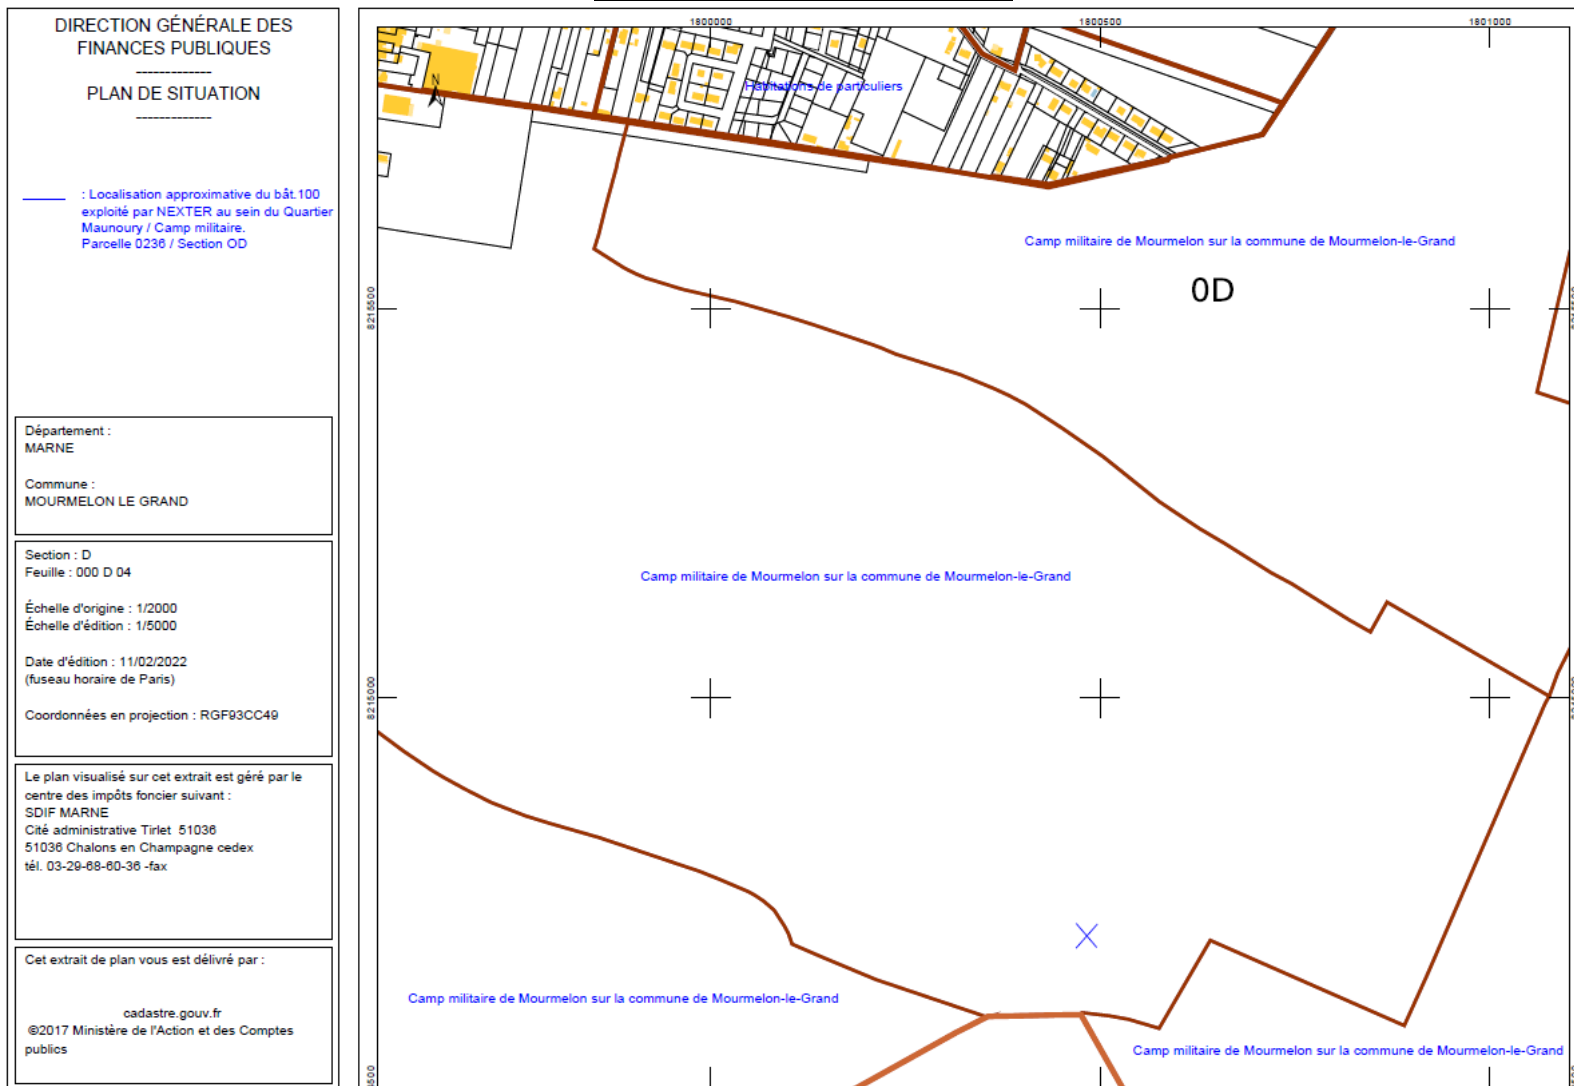 DIRECTION GÉNÉRALE DES
FINANCES PUBLIQUES
-------------
PLAN DE SITUATION
-------------
: Localisation approximative du bât.100
exploité par NEXTER au sein du Quartier
Maunoury / Camp militaire.
Parcelle 0236 / Section OD
Département :
MARNE
Commune :
MOURMELON LE GRAND
Section : D
Feuille : 000 D 04
Échelle d'origine : 1/2000
Échelle d'édition : 1/5000
Date d'édition : 11/02/2022
(fuseau horaire de Paris)
Coordonnées en projection : RGF93CC49
Le plan visualisé sur cet extrait est géré par le
centre des impôts foncier suivant :
SDIF MARNE
Cité administrative Tirlet 51036
51036 Chalons en Champagne cedex
tél. 03-29-68-60-36 -fax
Cet extrait de plan vous est délivré par :
cadastre.gouv.fr
©2017 Ministère de l'Action et des Comptes
publics
1800000
1800500
1801000
N
Habitations de particuliers
Camp militaire de Mourmelon sur la commune de Mourmelon-le-Grand
0D
8215500
Camp militaire de Mourmelon sur la commune de Mourmelon-le-Grand
8215000
Camp militaire de Mourmelon sur la commune de Mourmelon-le-Grand
Camp militaire de Mourmelon sur la commune de Mourmelon-le-Grand